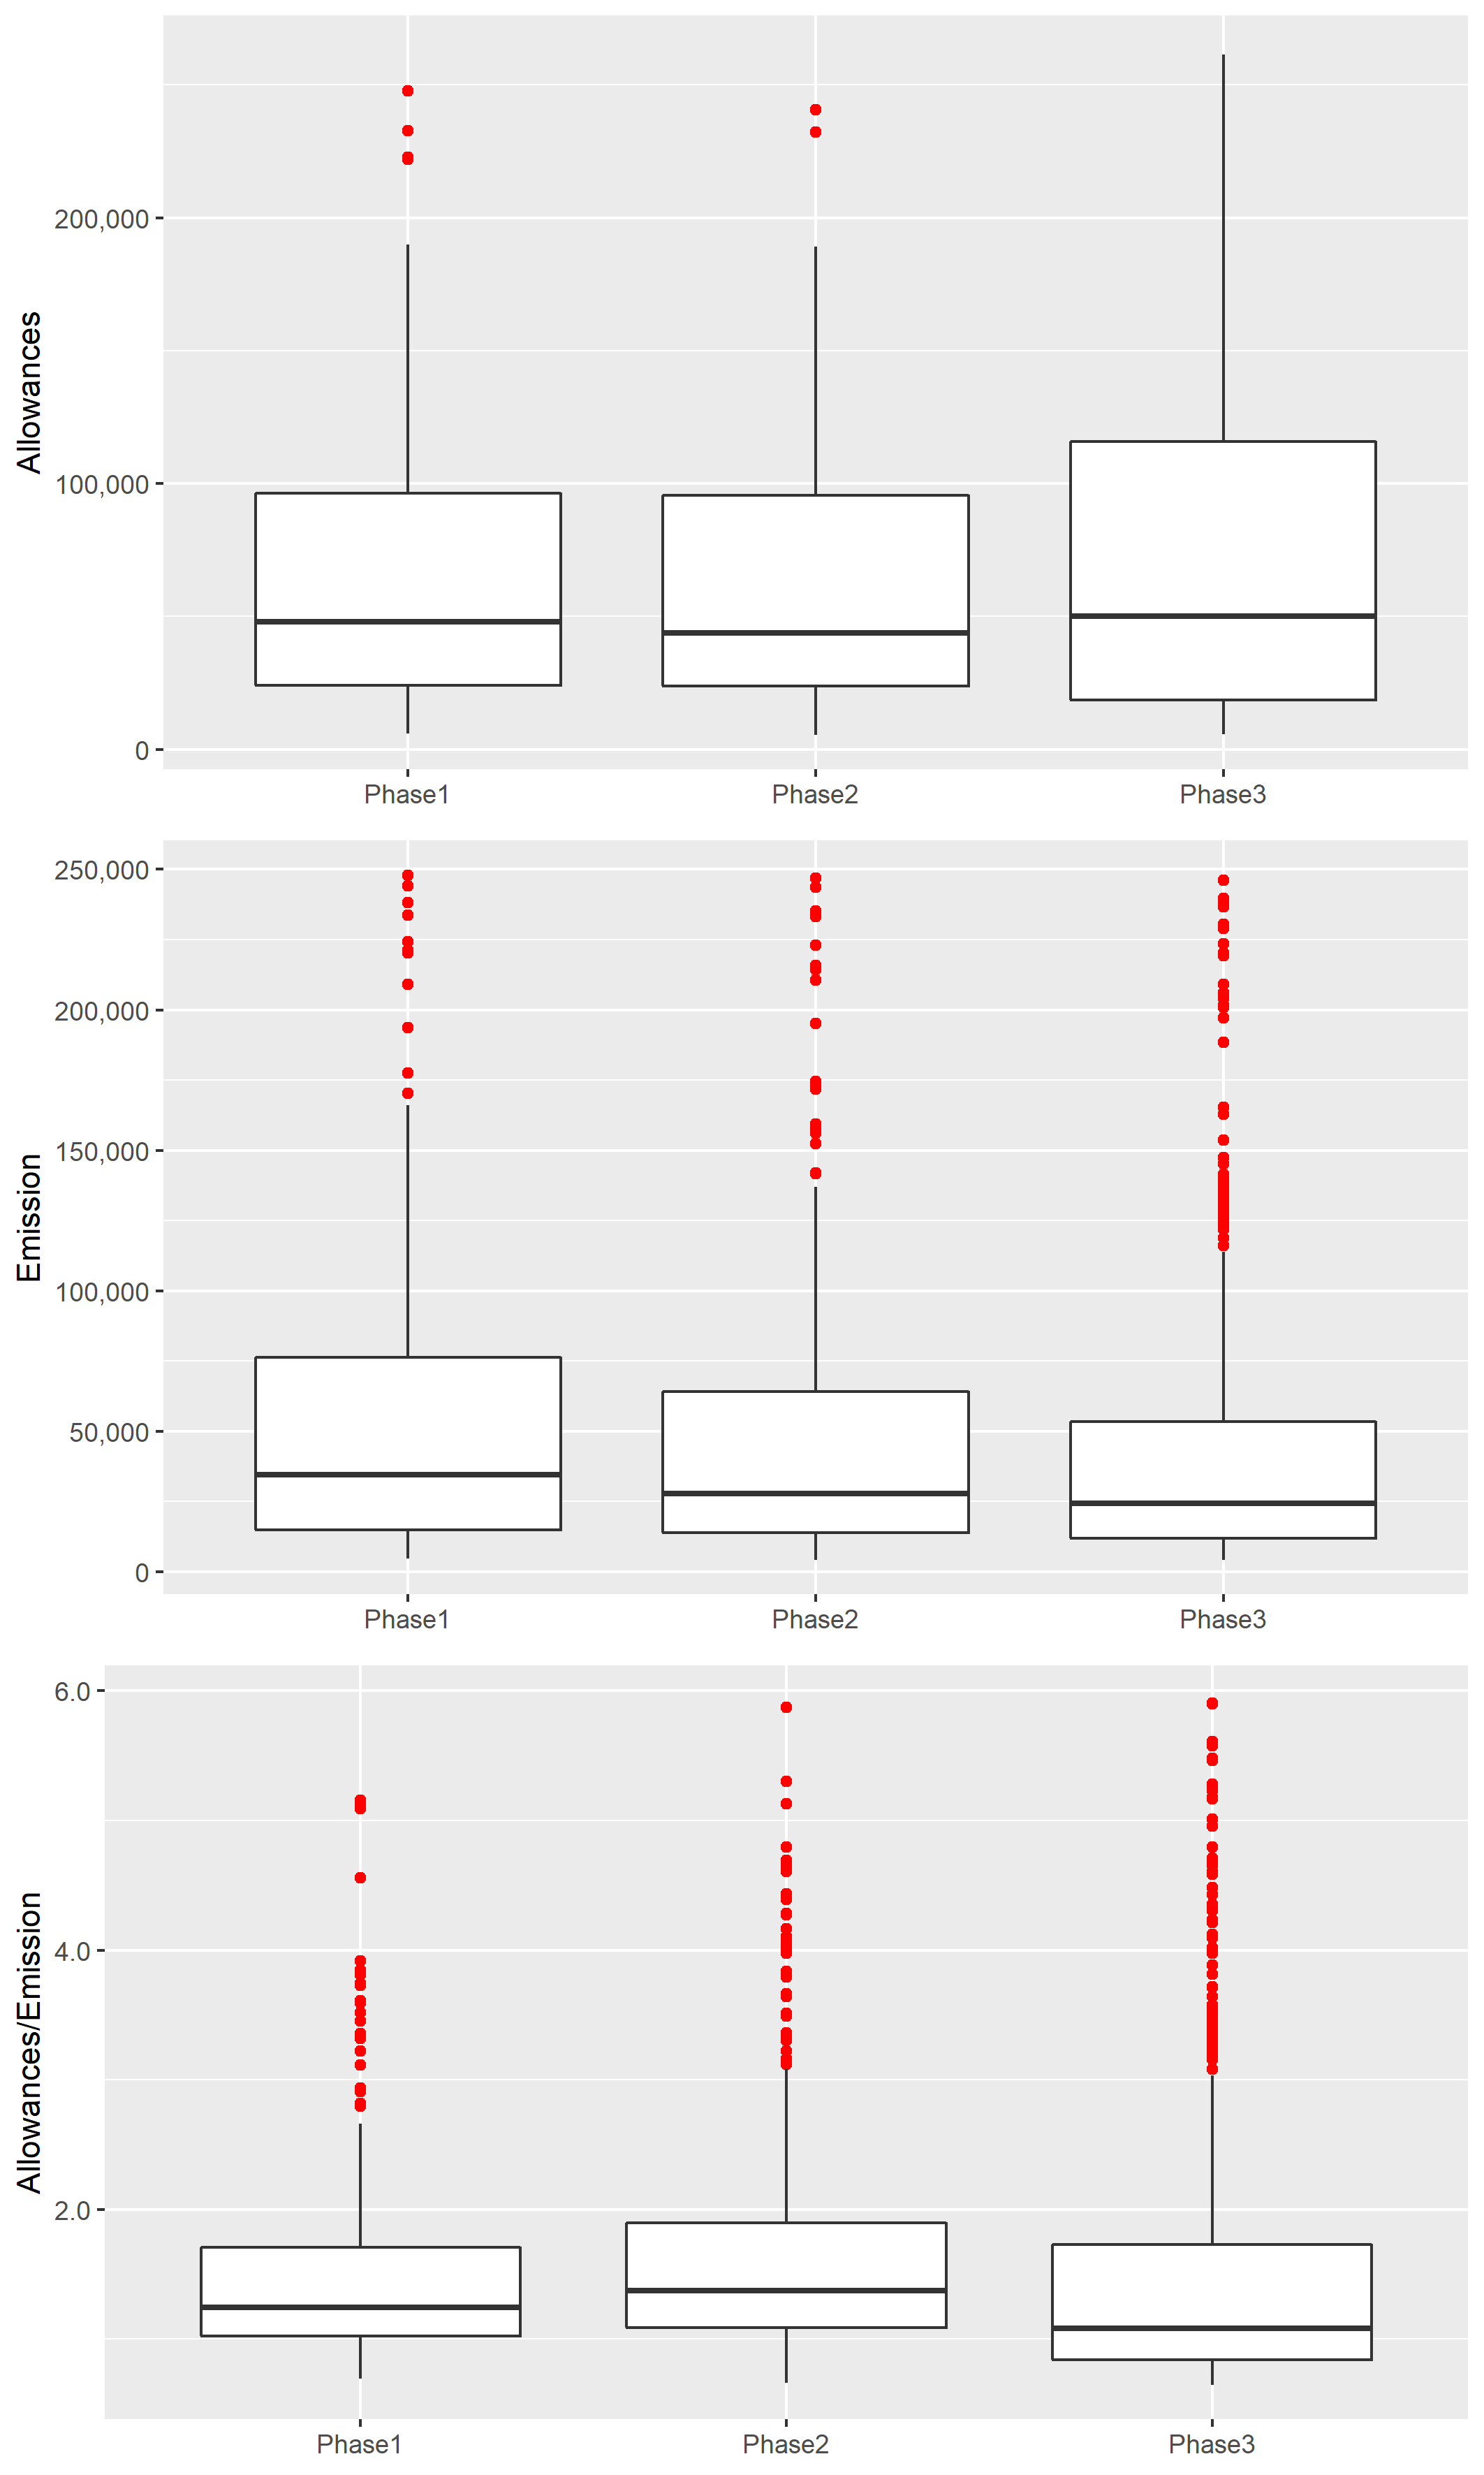 Allowances
200,000
100,000
0
Phase1 Phase2 Phase3
Emission
250,000
200,000
150,000
100,000
50,000
0
Phase1 Phase2 Phase3
Allowances/Emission
6.0
4.0
2.0
Phase1 Phase2 Phase3